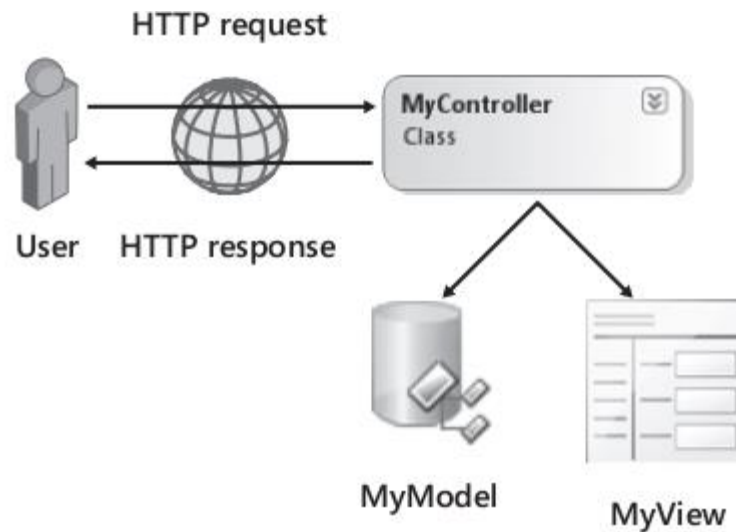 HTTP request
MyController
Class
User
HTTP response
MyModel
MyView